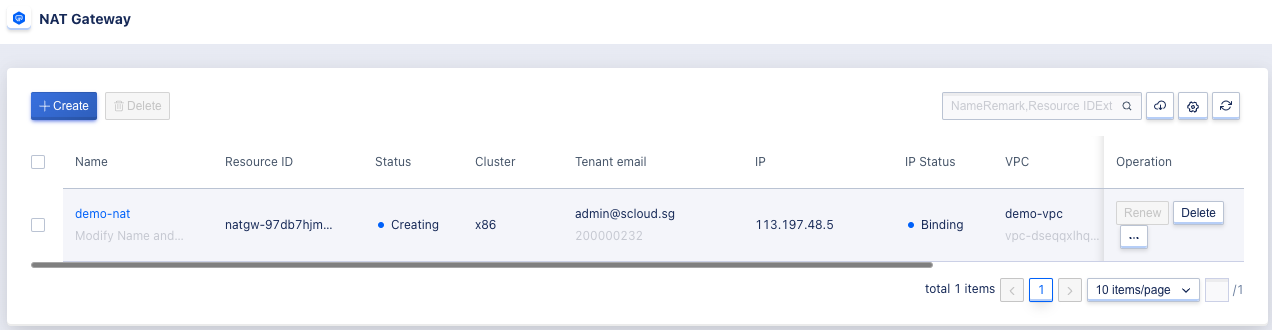 NAT Gateway
Create Delete NameRemark,Resource IDExt
Name Resource ID Status Cluster Tenant email IP IP Status VPC Operation
demo-nat natgw-97db7hjm... Creating x86 admin@scloud.sg 113.197.48.5 Binding demo-vpc Renew Delete
Modify Name and... 200000232 vpc-dseqqxlhq... ...
total 1 items 1 10 items/page /1